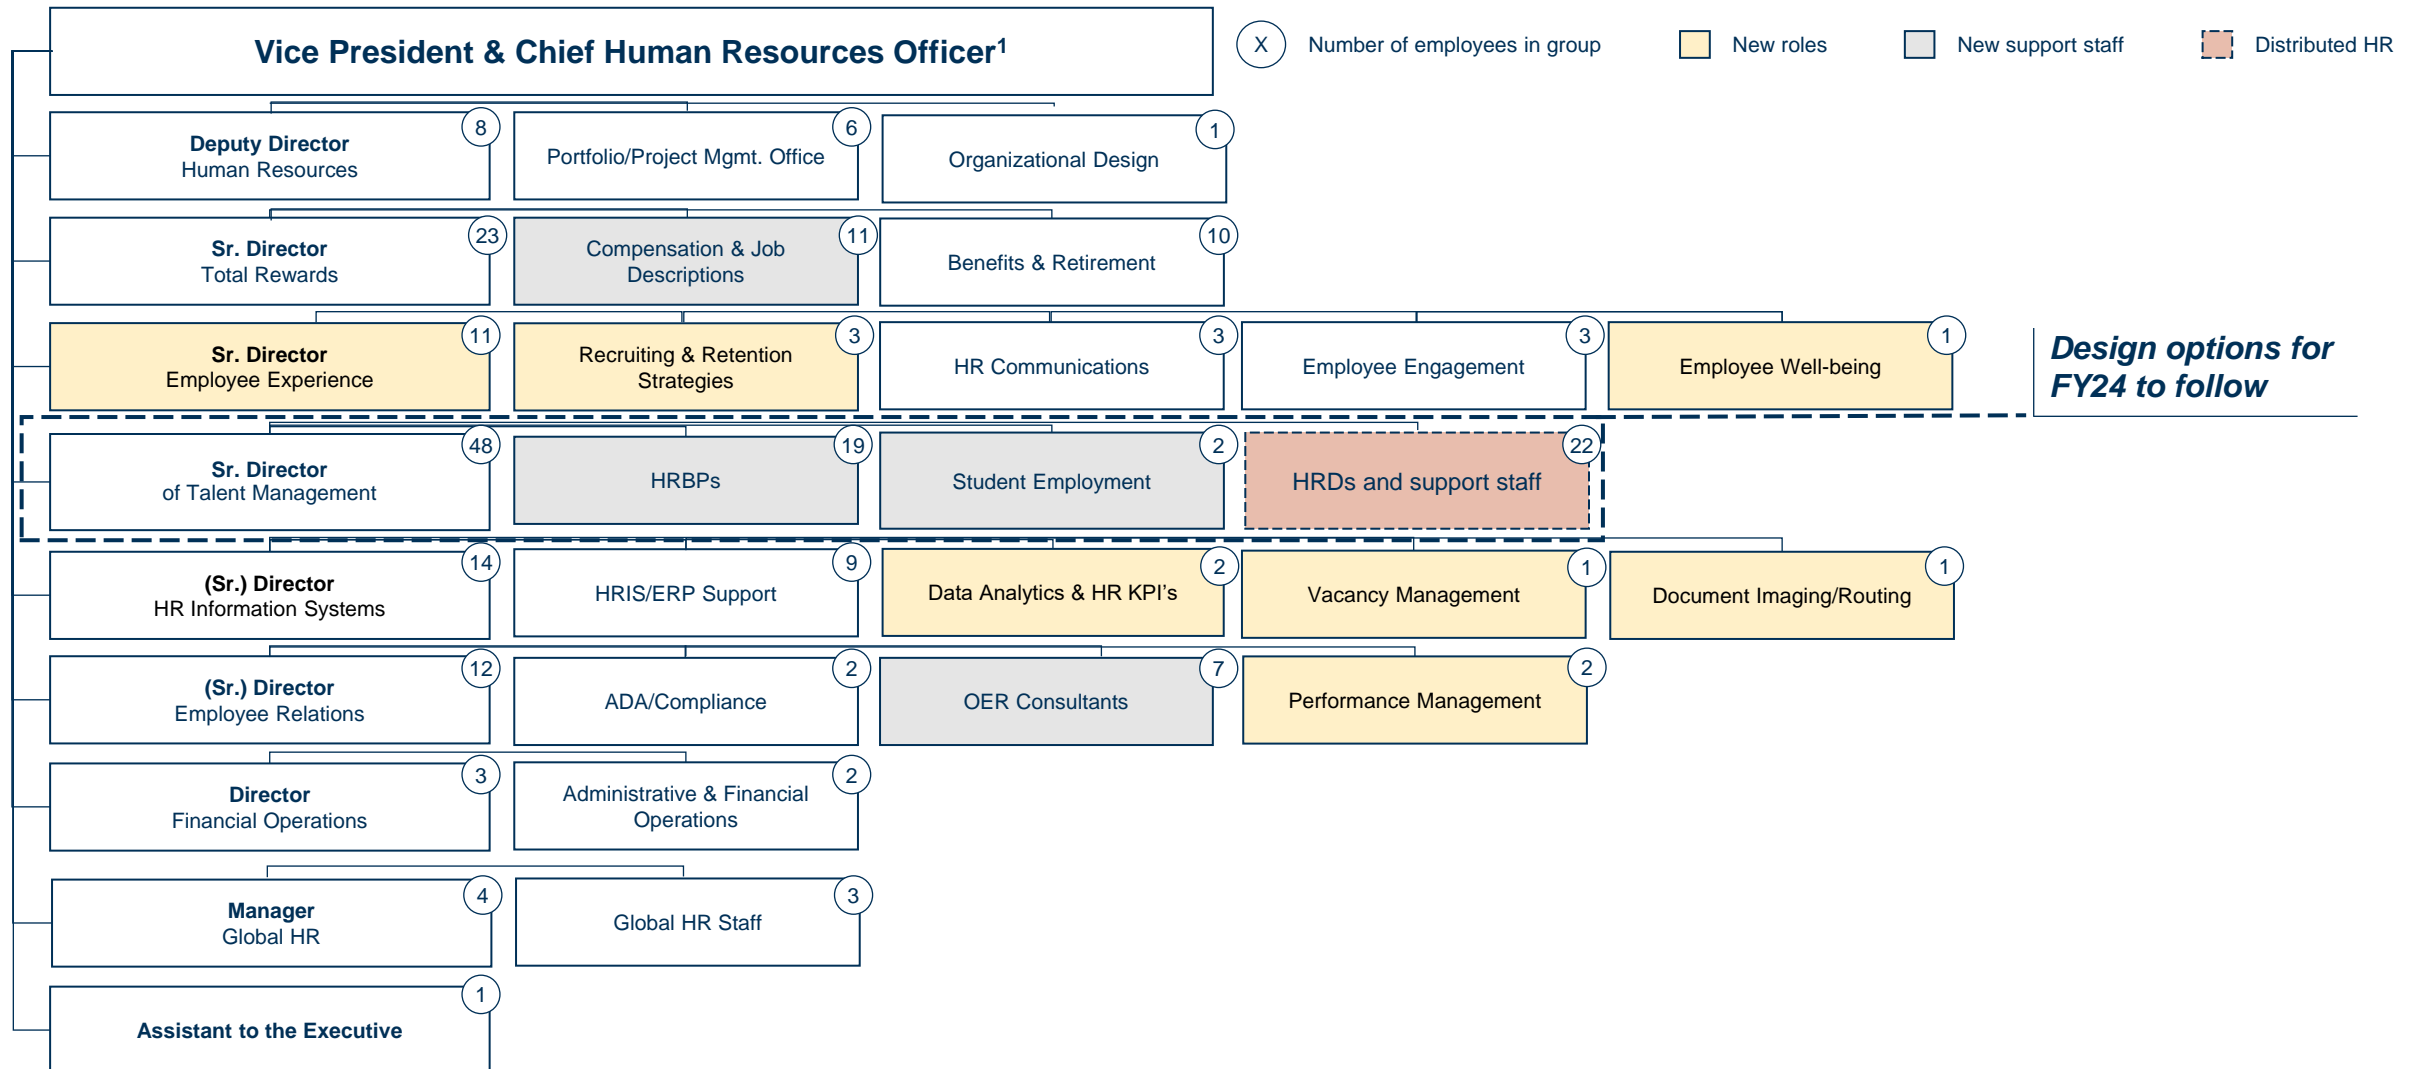 Vice President & Chief Human Resources Officer¹
X Number of employees in group
New roles
New support staff
Distributed HR
8
Deputy Director
Human Resources
6
Portfolio/Project Mgmt. Office
1
Organizational Design
23
Sr. Director
Total Rewards
11
Compensation & Job
Descriptions
10
Benefits & Retirement
11
Sr. Director
Employee Experience
3
Recruiting & Retention
Strategies
3
HR Communications
3
Employee Engagement
1
Employee Well-being
Design options for
FY24 to follow
48
Sr. Director
of Talent Management
19
HRBPs
2
Student Employment
22
HRDs and support staff
14
(Sr.) Director
HR Information Systems
9
HRIS/ERP Support
2
Data Analytics & HR KPI’s
1
Vacancy Management
1
Document Imaging/Routing
12
(Sr.) Director
Employee Relations
2
ADA/Compliance
7
OER Consultants
2
Performance Management
3
Director
Financial Operations
2
Administrative & Financial
Operations
4
Manager
Global HR
3
Global HR Staff
1
Assistant to the Executive